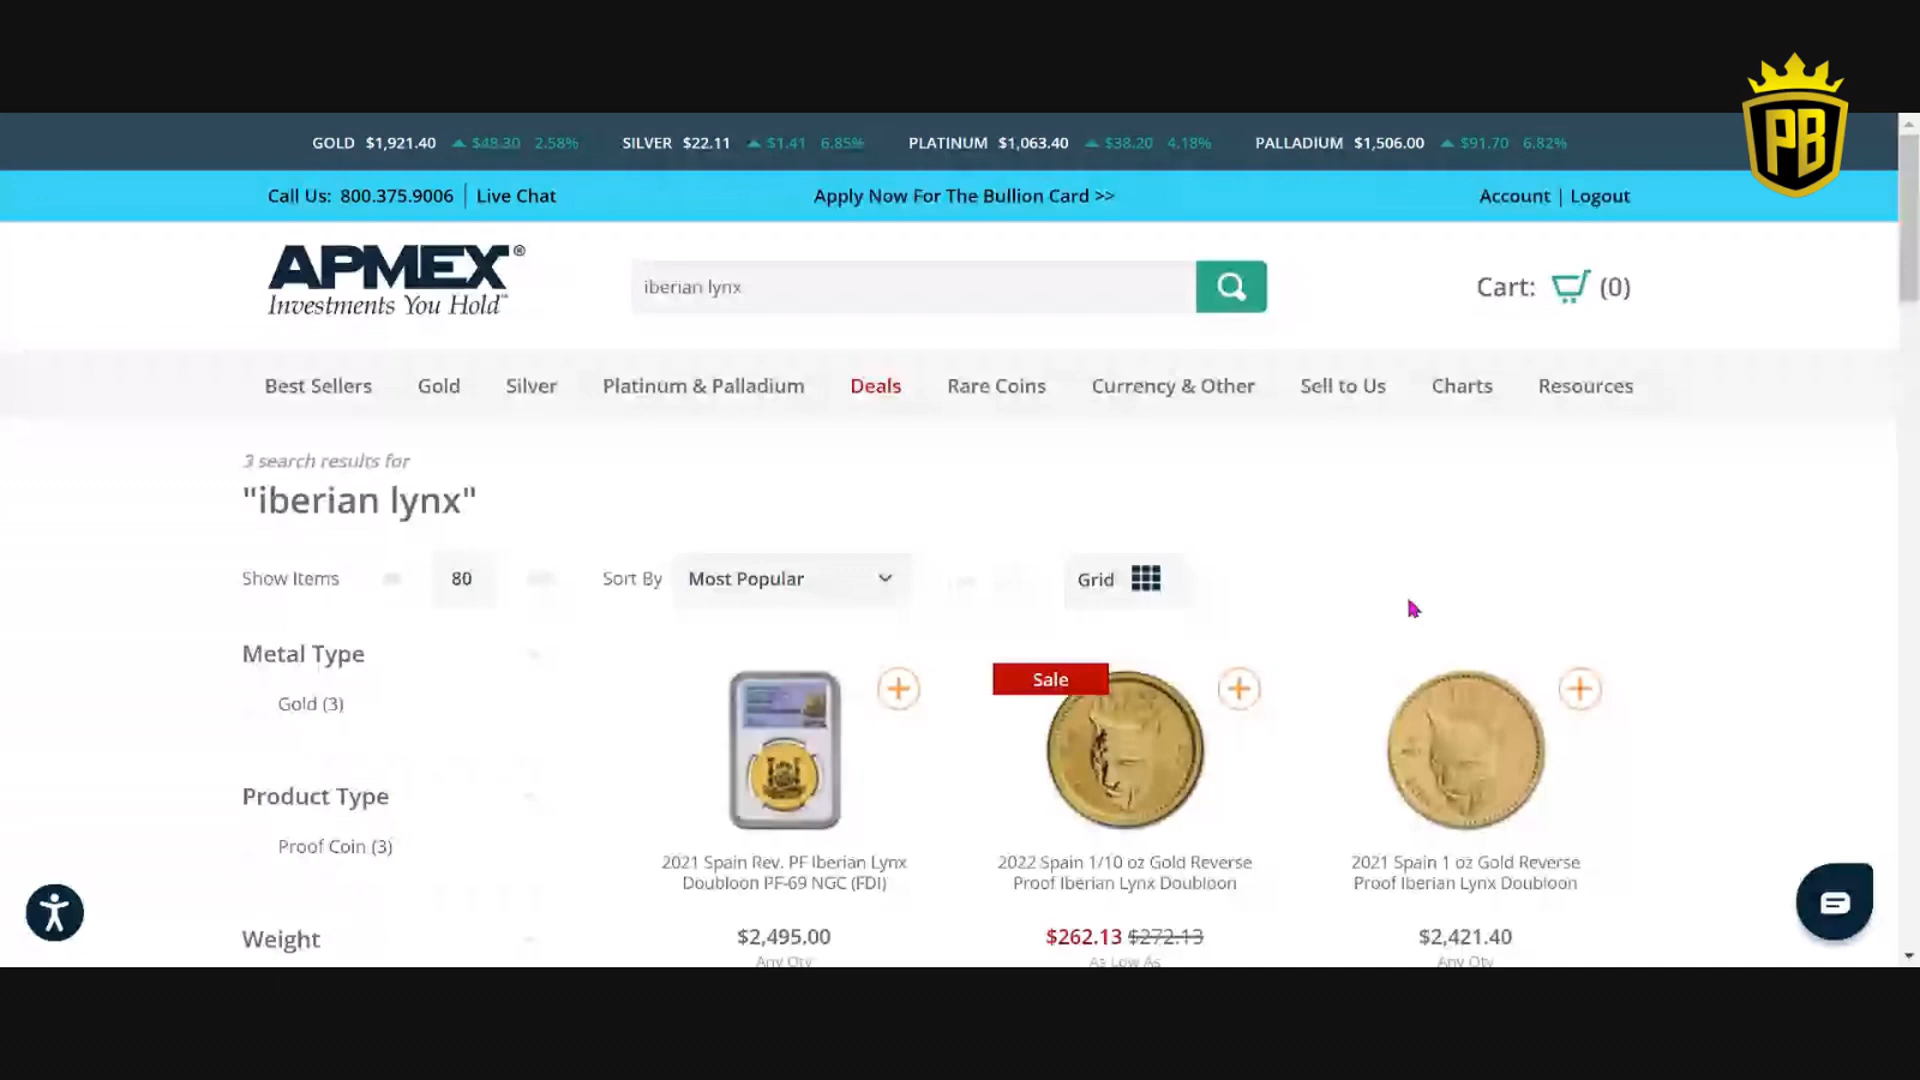 PB
GOLD $1,921.40 $48.30 2.58% SILVER $22.11 $1.41 6.85% PLATINUM $1,063.40 $38.20 4.18% PALLADIUM $1,506.00 $91.70 6.82%
Call Us: 800.375.9006 | Live Chat Apply Now For The Bullion Card >> Account | Logout
APMEX®
Investments You Hold™
iberian lynx
Cart: (0)
Best Sellers Gold Silver Platinum & Palladium Deals Rare Coins Currency & Other Sell to Us Charts Resources
3 search results for
"iberian lynx"
Show Items 80 Sort By Most Popular Grid
Metal Type
Gold (3)
Product Type
Proof Coin (3)
Weight
Sale
2021 Spain Rev. PF Iberian Lynx
Doubloon PF-69 NGC (FDI)
$2,495.00
Any Qty
2022 Spain 1/10 oz Gold Reverse
Proof Iberian Lynx Doubloon
$262.13 $272.13
As Low As
2021 Spain 1 oz Gold Reverse
Proof Iberian Lynx Doubloon
$2,421.40
Any Qty